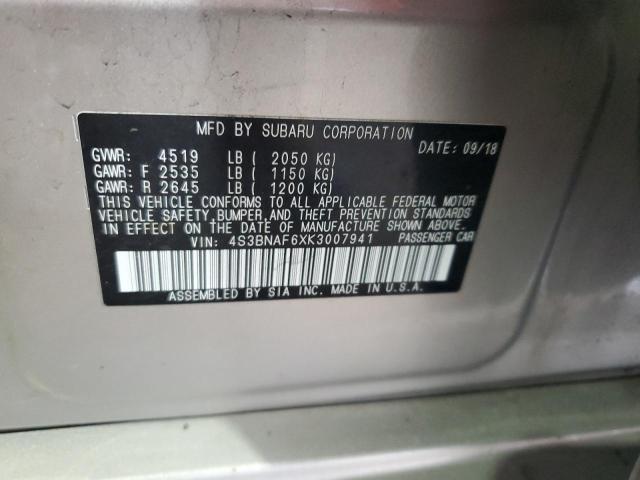 MFD BY SUBARU CORPORATION
DATE: 09/18
GVWR: 4519 LB ( 2050 KG)
GAWR: F 2535 LB ( 1150 KG)
GAWR: R 2645 LB ( 1200 KG)
THIS VEHICLE CONFORMS TO ALL APPLICABLE FEDERAL MOTOR
VEHICLE SAFETY, BUMPER, AND THEFT PREVENTION STANDARDS
IN EFFECT ON THE DATE OF MANUFACTURE SHOWN ABOVE.
VIN: 4S3BNAF6XK3007941 PASSENGER CAR
ASSEMBLED BY SIA INC. MADE IN U.S.A.